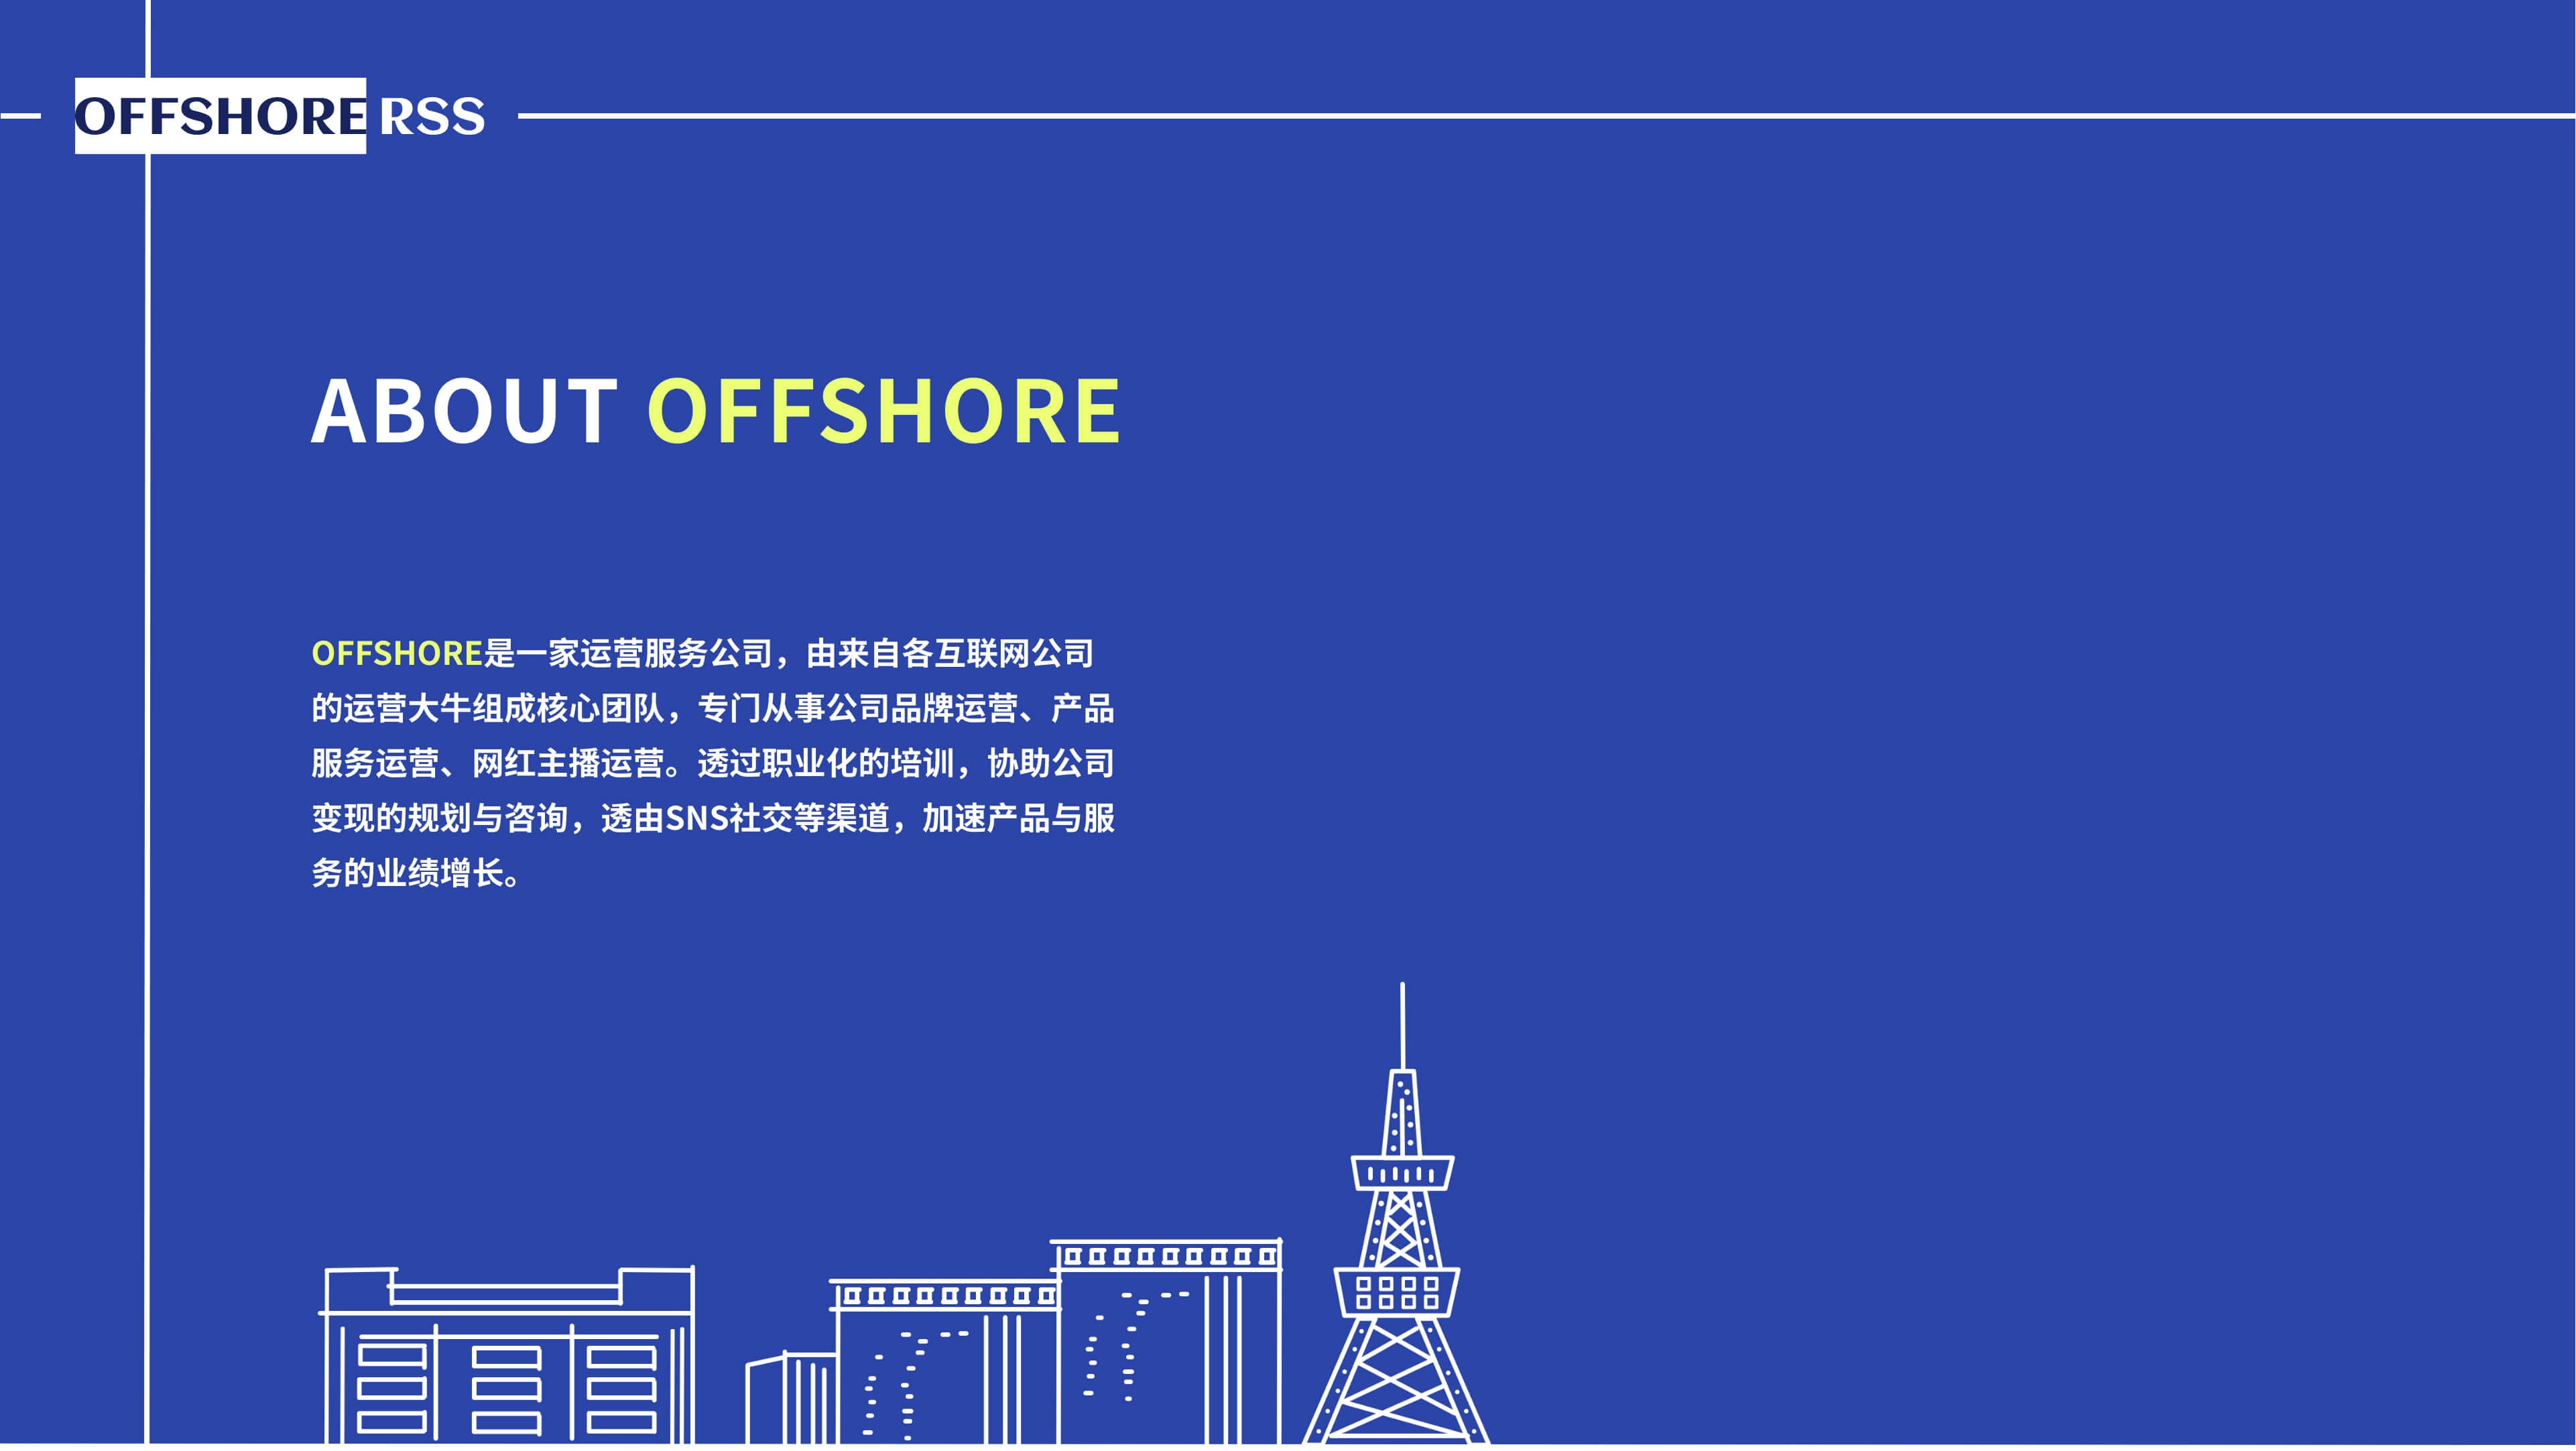 OFFSHORE RSS
ABOUT OFFSHORE
OFFSHORE是一家运营服务公司，由来自各互联网公司
的运营大牛组成核心团队，专门从事公司品牌运营、产品
服务运营、网红主播运营。透过职业化的培训，协助公司
变现的规划与咨询，透由SNS社交等渠道，加速产品与服
务的业绩增长。